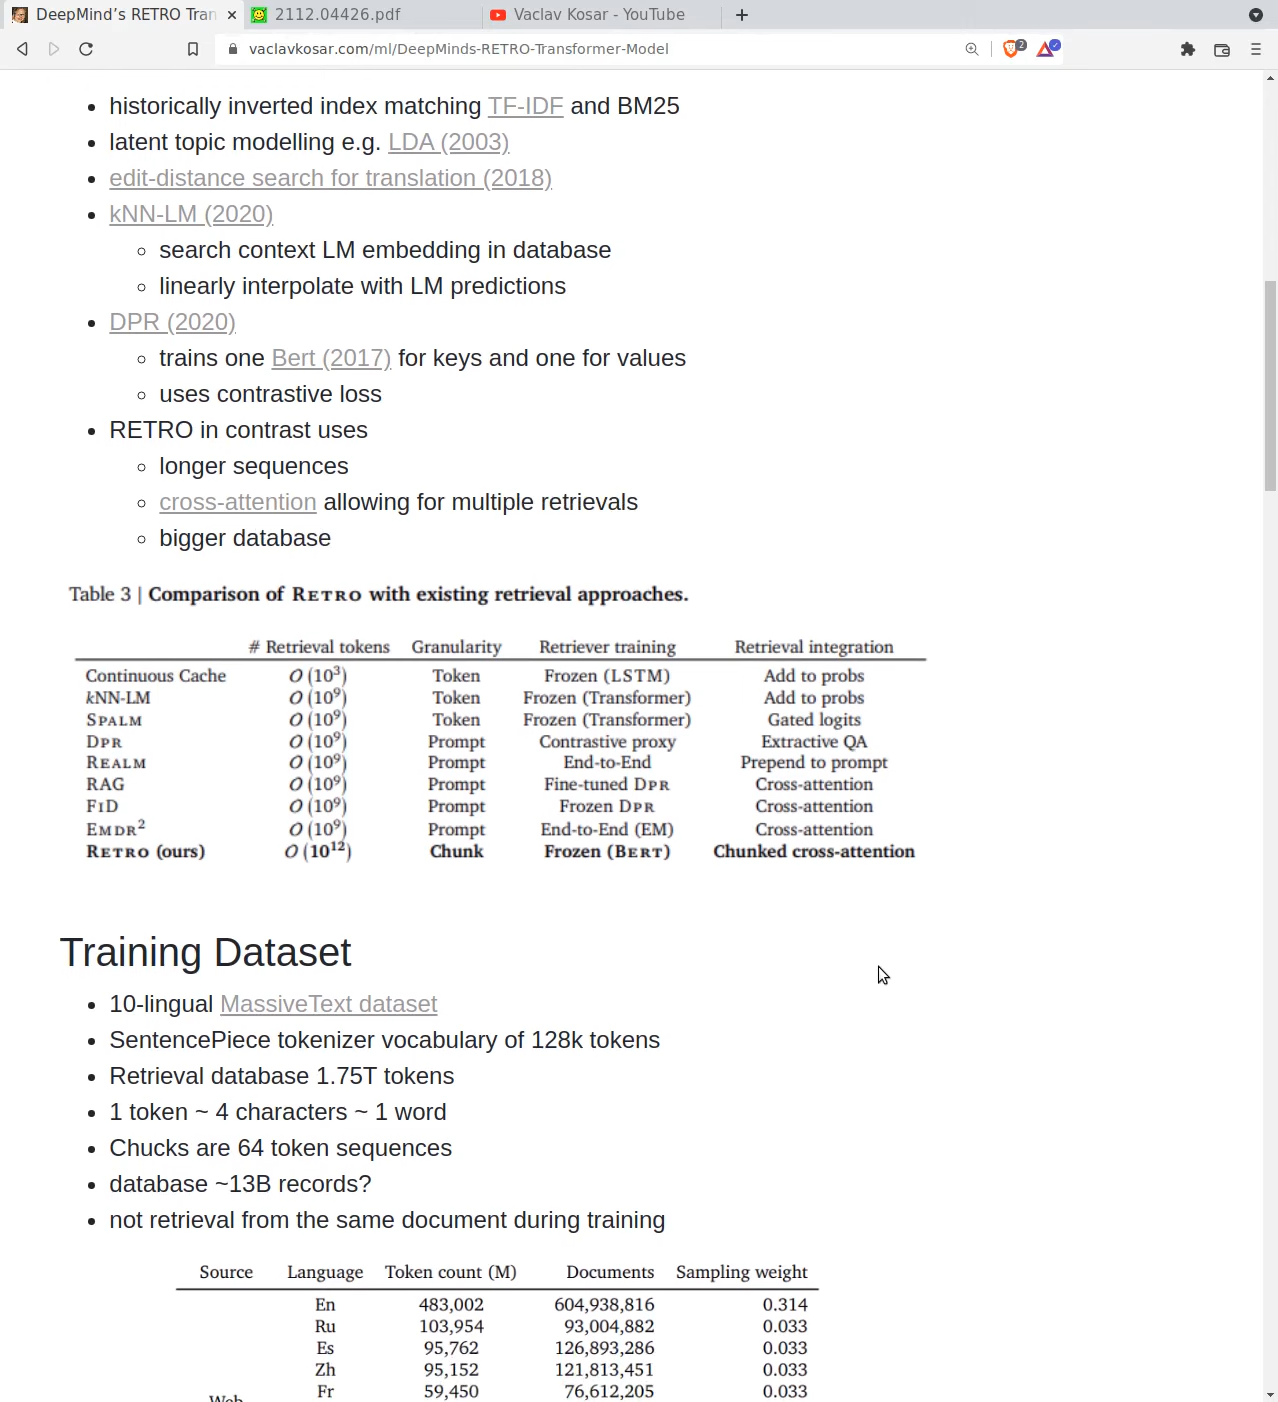 DeepMind's RETRO Tran
2112.04426.pdf
Vaclav Kosar - YouTube
vaclavkosar.com/ml/DeepMinds-RETRO-Transformer-Model
2
historically inverted index matching TF-IDF and BM25
latent topic modelling e.g. LDA (2003)
edit-distance search for translation (2018)
kNN-LM (2020)
search context LM embedding in database
linearly interpolate with LM predictions
DPR (2020)
trains one Bert (2017) for keys and one for values
uses contrastive loss
RETRO in contrast uses
longer sequences
cross-attention allowing for multiple retrievals
bigger database
Table 3 | Comparison of RETRO with existing retrieval approaches.
# Retrieval tokens Granularity Retriever training Retrieval integration
Continuous Cache O (10³) Token Frozen (LSTM) Add to probs
kNN-LM O (10⁹) Token Frozen (Transformer) Add to probs
SPALM O (10⁹) Token Frozen (Transformer) Gated logits
DPR O (10⁹) Prompt Contrastive proxy Extractive QA
REALM O (10⁹) Prompt End-to-End Prepend to prompt
RAG O (10⁹) Prompt Fine-tuned DPR Cross-attention
FID O (10⁹) Prompt Frozen DPR Cross-attention
EMDR² O (10⁹) Prompt End-to-End (EM) Cross-attention
RETRO (ours) O (10¹²) Chunk Frozen (BERT) Chunked cross-attention
Training Dataset
10-lingual MassiveText dataset
SentencePiece tokenizer vocabulary of 128k tokens
Retrieval database 1.75T tokens
1 token ~ 4 characters ~ 1 word
Chucks are 64 token sequences
database ~13B records?
not retrieval from the same document during training
Source Language Token count (M) Documents Sampling weight
En 483,002 604,938,816 0.314
Ru 103,954 93,004,882 0.033
Es 95,762 126,893,286 0.033
Zh 95,152 121,813,451 0.033
Fr 59,450 76,612,205 0.033
Web